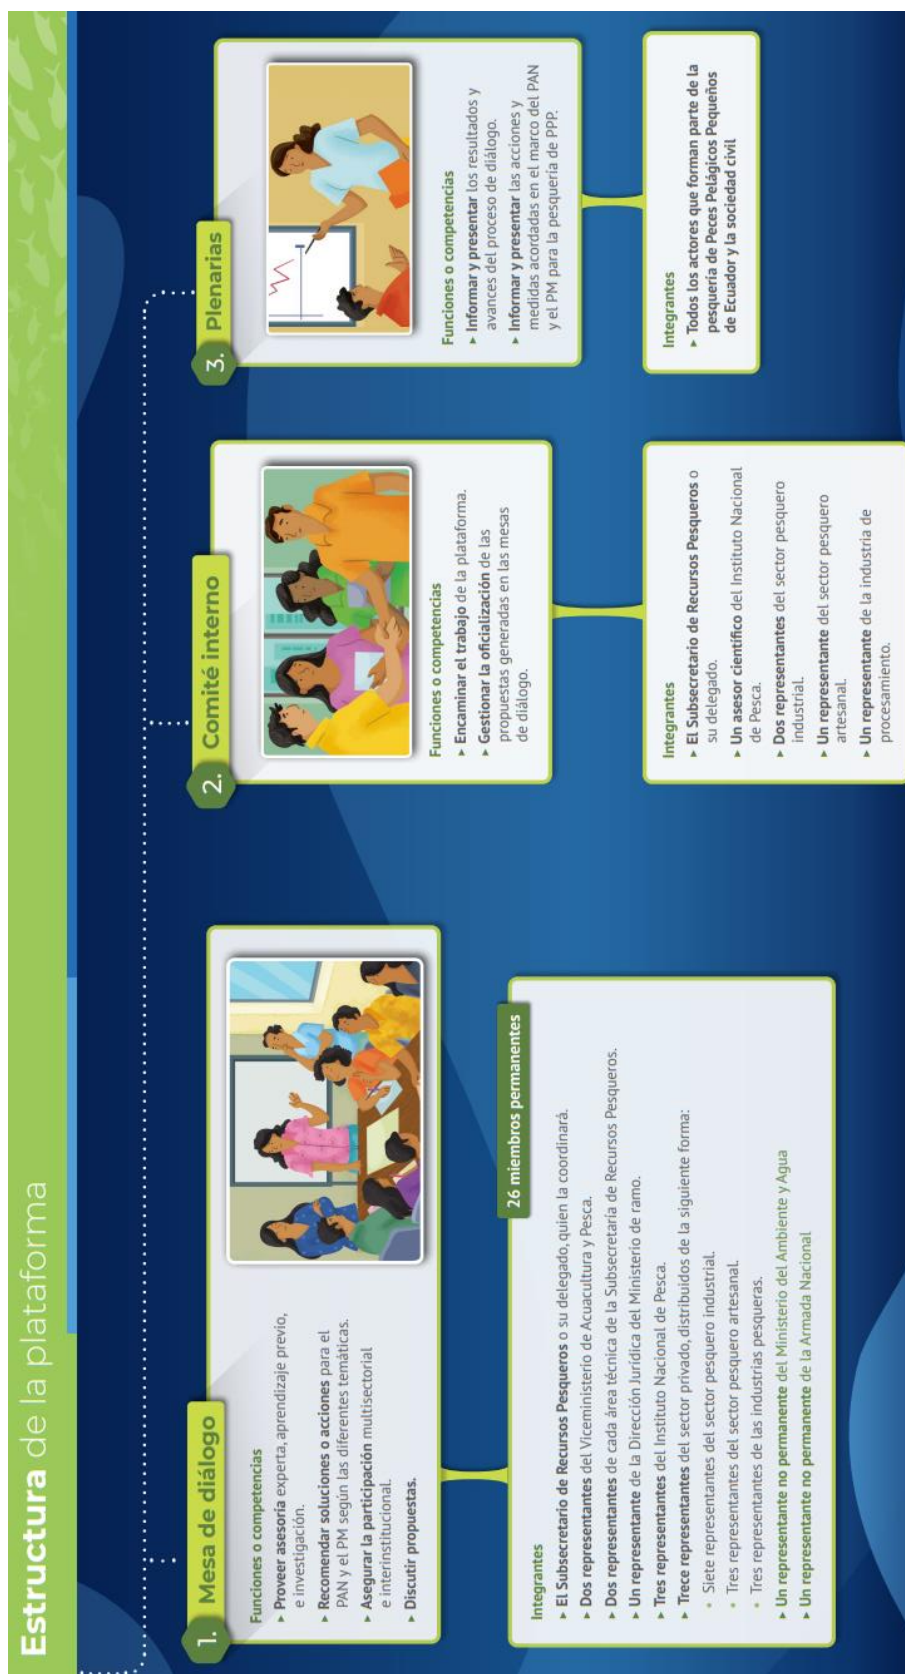 Estructura de la plataforma
1. Mesa de diálogo
Funciones o competencias
► Proveer asesoría experta, aprendizaje previo,
e investigación.
► Recomendar soluciones o acciones para el
PAN y el PM según las diferentes temáticas.
► Asegurar la participación multisectorial
e interinstitucional.
► Discutir propuestas.
26 miembros permanentes
Integrantes
► El Subsecretario de Recursos Pesqueros o su delegado, quien la coordinará.
► Dos representantes del Viceministerio de Acuacultura y Pesca.
► Dos representantes de cada área técnica de la Subsecretaría de Recursos Pesqueros.
► Un representante de la Dirección Jurídica del Ministerio de ramo.
► Tres representantes del Instituto Nacional de Pesca.
► Trece representantes del sector privado, distribuidos de la siguiente forma:
• Siete representantes del sector pesquero industrial.
• Tres representantes del sector pesquero artesanal.
• Tres representantes de las industrias pesqueras.
► Un representante no permanente del Ministerio del Ambiente y Agua
► Un representante no permanente de la Armada Nacional
2. Comité interno
Funciones o competencias
► Encaminar el trabajo de la plataforma.
► Gestionar la oficialización de las
propuestas generadas en las mesas
de diálogo.
Integrantes
► El Subsecretario de Recursos Pesqueros o
su delegado.
► Un asesor científico del Instituto Nacional
de Pesca.
► Dos representantes del sector pesquero
industrial.
► Un representante del sector pesquero
artesanal.
► Un representante de la industria de
procesamiento.
3. Plenarias
Funciones o competencias
► Informar y presentar los resultados y
avances del proceso de diálogo.
► Informar y presentar las acciones y
medidas acordadas en el marco del PAN
y el PM para la pesquería de PPP.
Integrantes
► Todos los actores que forman parte de la
pesquería de Peces Pelágicos Pequeños
de Ecuador y la sociedad civil